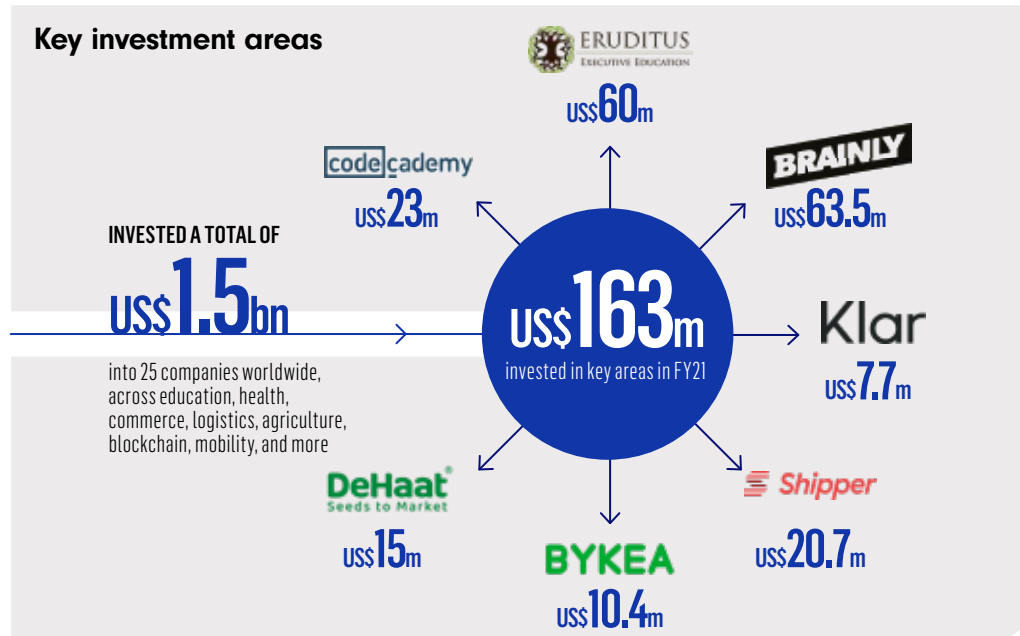 Key investment areas
ERUDITUS
EXECUTIVE EDUCATION
US$60m
codecademy
US$23m
BRAINLY
US$63.5m
INVESTED A TOTAL OF
US$1.5bn
into 25 companies worldwide,
across education, health,
commerce, logistics, agriculture,
blockchain, mobility, and more
US$163m
invested in key areas in FY21
Klar
US$7.7m
DeHaat®
Seeds to Market
US$15m
BYKEA
US$10.4m
Shipper
US$20.7m